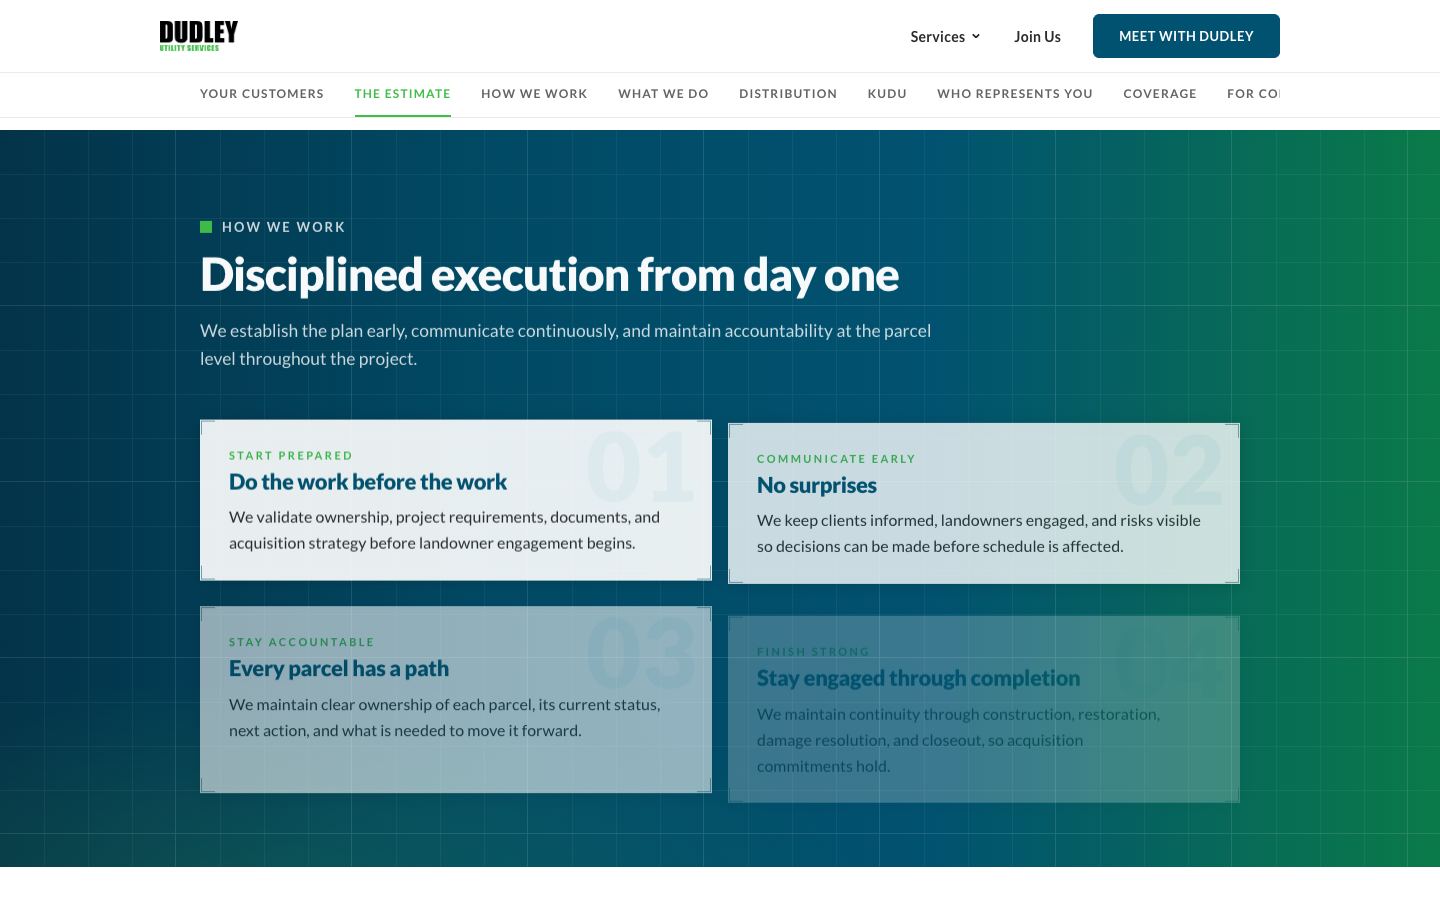 DUDLEY
UTILITY SERVICES
Services
Join Us
MEET WITH DUDLEY
YOUR CUSTOMERS
THE ESTIMATE
HOW WE WORK
WHAT WE DO
DISTRIBUTION
KUDU
WHO REPRESENTS YOU
COVERAGE
FOR CO
HOW WE WORK
Disciplined execution from day one
We establish the plan early, communicate continuously, and maintain accountability at the parcel
level throughout the project.
01
START PREPARED
Do the work before the work
We validate ownership, project requirements, documents, and
acquisition strategy before landowner engagement begins.
02
COMMUNICATE EARLY
No surprises
We keep clients informed, landowners engaged, and risks visible
so decisions can be made before schedule is affected.
03
STAY ACCOUNTABLE
Every parcel has a path
We maintain clear ownership of each parcel, its current status,
next action, and what is needed to move it forward.
04
FINISH STRONG
Stay engaged through completion
We maintain continuity through construction, restoration,
damage resolution, and closeout, so acquisition
commitments hold.